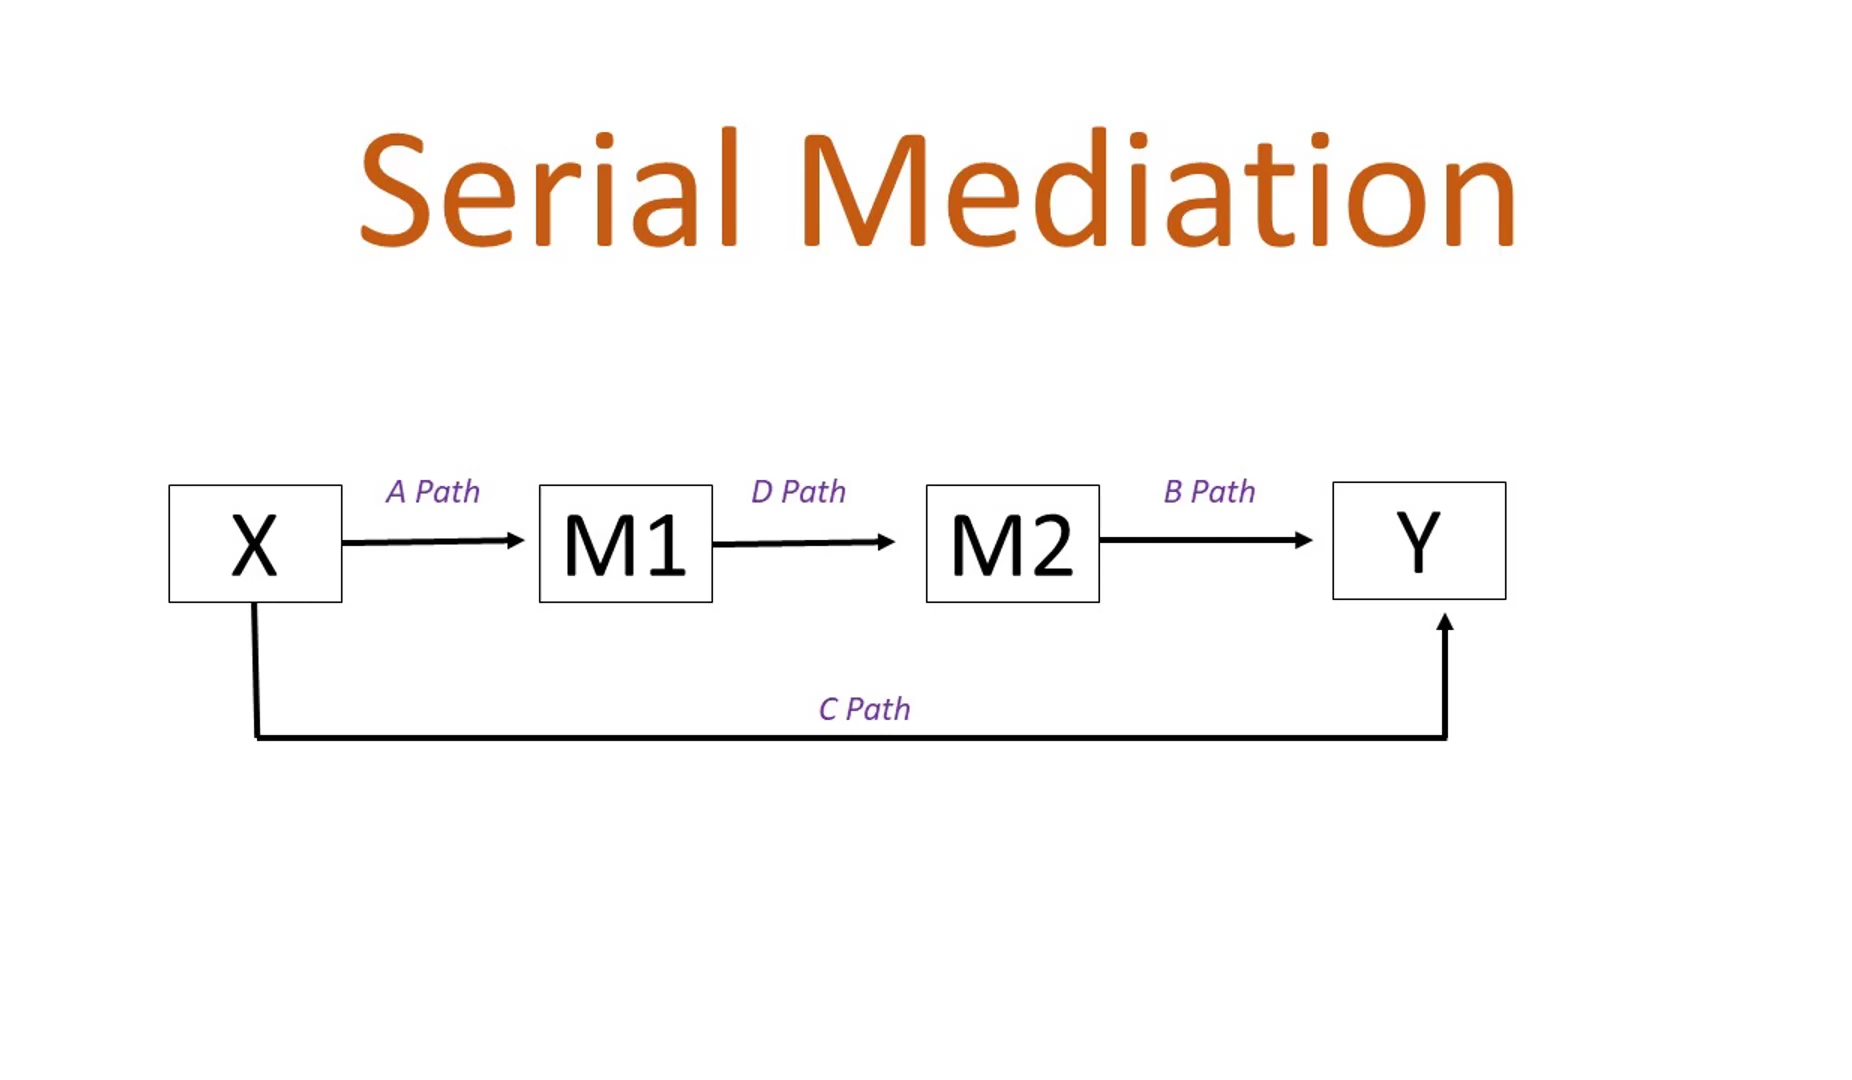 Serial Mediation
A Path
D Path
B Path
X
M1
M2
Y
C Path